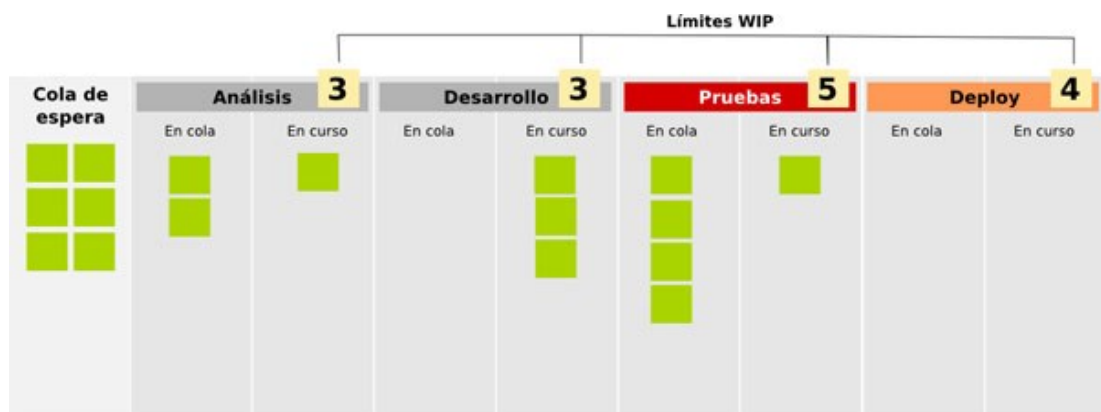 Límites WIP
Cola de
espera
Análisis 3
Desarrollo 3
Pruebas 5
Deploy 4
En cola
En curso
En cola
En curso
En cola
En curso
En cola
En curso